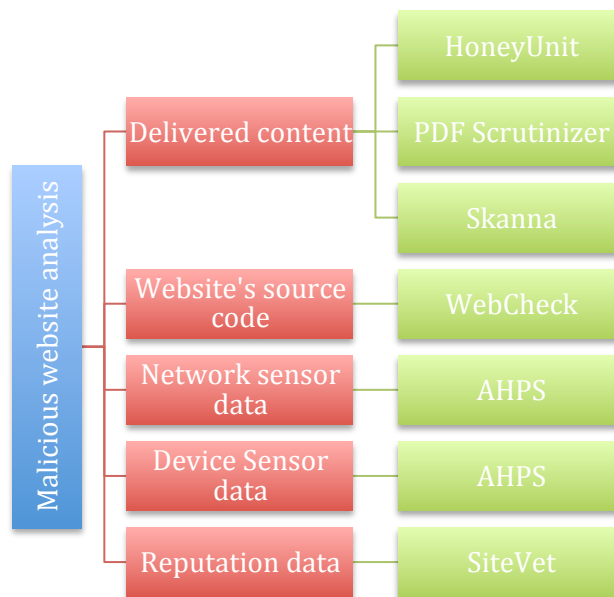 Malicious website analysis
Delivered content
HoneyUnit
PDF Scrutinizer
Skanna
Website's source
code
WebCheck
Network sensor
data
AHPS
Device Sensor
data
AHPS
Reputation data
SiteVet